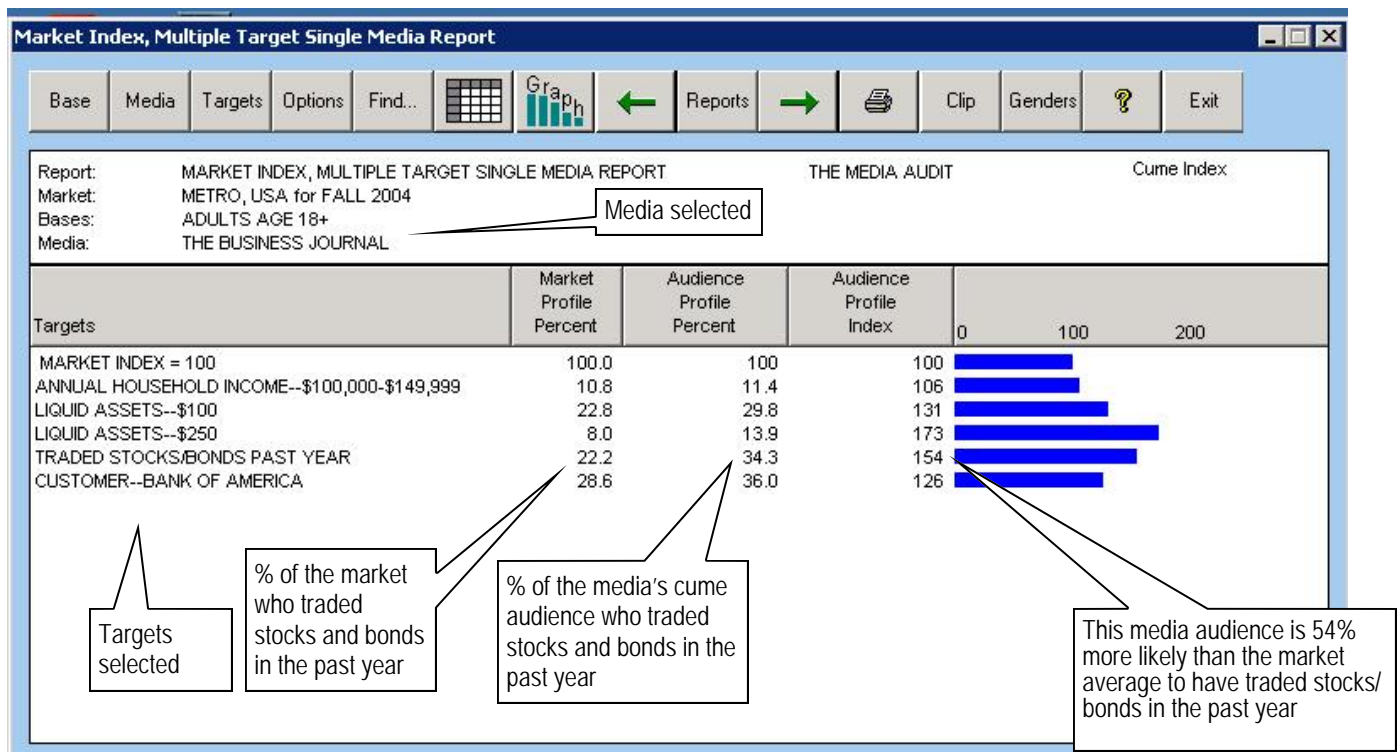 Market Index, Multiple Target Single Media Report
Base Media Targets Options Find... Graph Reports Clip Genders ? Exit
Report: MARKET INDEX, MULTIPLE TARGET SINGLE MEDIA REPORT THE MEDIA AUDIT Cume Index
Market: METRO, USA for FALL 2004
Bases: ADULTS AGE 18+
Media: THE BUSINESS JOURNAL
Media selected
Targets Market Profile Percent Audience Profile Percent Audience Profile Index 0 100 200
MARKET INDEX = 100 100.0 100 100
ANNUAL HOUSEHOLD INCOME--$100,000-$149,999 10.8 11.4 106
LIQUID ASSETS--$100 22.8 29.8 131
LIQUID ASSETS--$250 8.0 13.9 173
TRADED STOCKS/BONDS PAST YEAR 22.2 34.3 154
CUSTOMER--BANK OF AMERICA 28.6 36.0 126
Targets
selected
% of the market
who traded
stocks and bonds
in the past year
% of the media's cume
audience who traded
stocks and bonds in the
past year
This media audience is 54%
more likely than the market
average to have traded stocks/
bonds in the past year